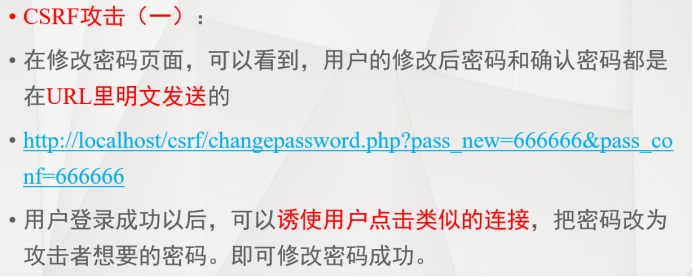 • CSRF攻击（一）：
• 在修改密码页面，可以看到，用户的修改后密码和确认密码都是
在URL里明文发送的
• http://localhost/csrf/changepassword.php?pass_new=666666&pass_co
nf=666666
• 用户登录成功以后，可以诱使用户点击类似的连接，把密码改为
攻击者想要的密码。即可修改密码成功。